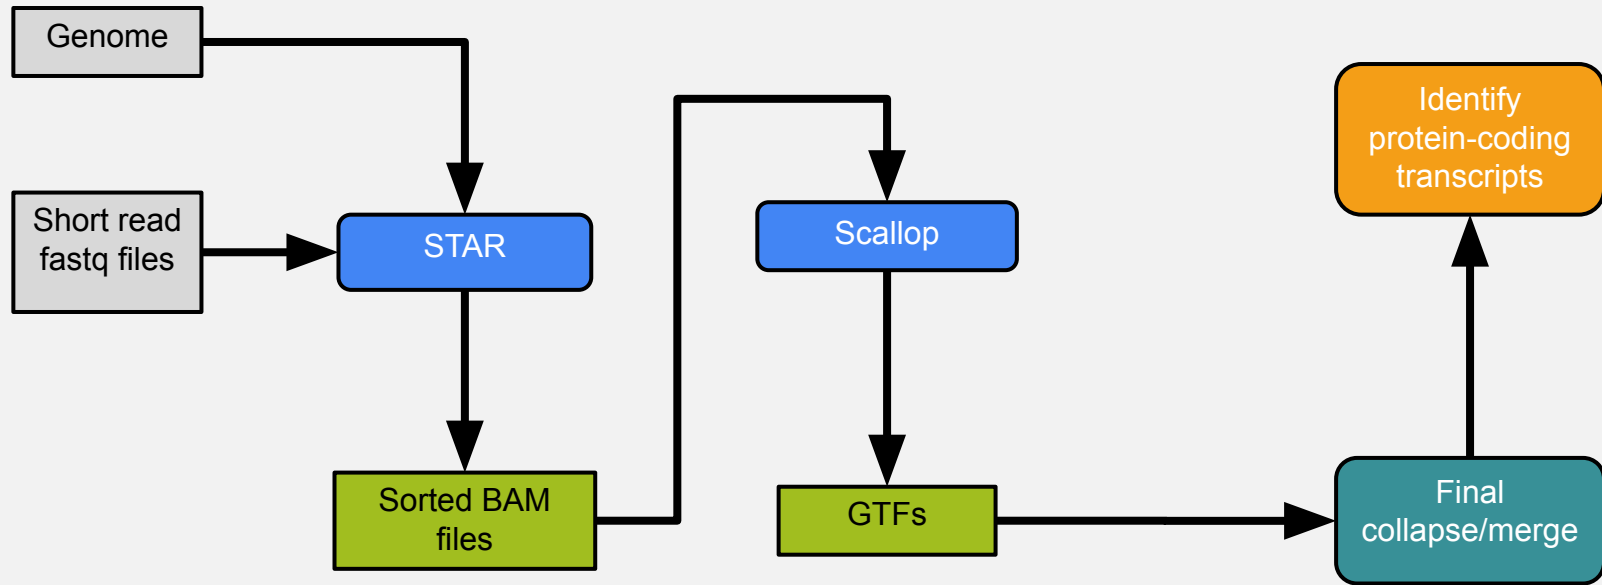 Genome
Short read
fastq files
STAR
Sorted BAM
files
Scallop
GTFs
Final
collapse/merge
Identify
protein-coding
transcripts